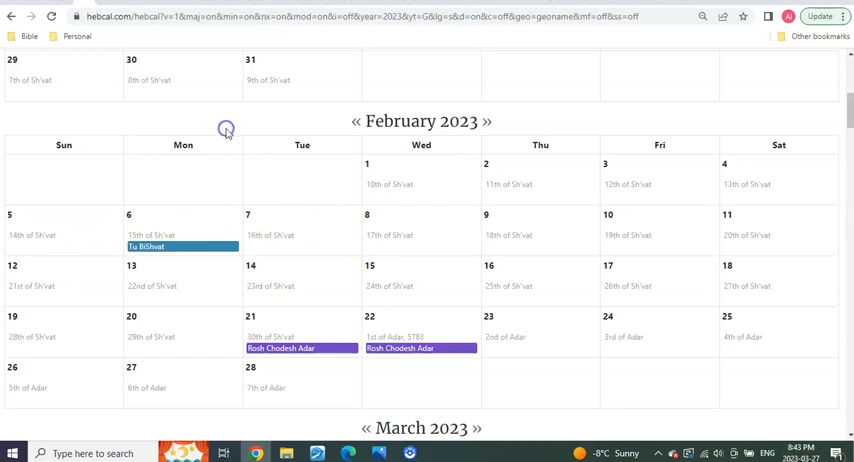 hebcal.com/hebcal?v=1&maj=on&min=on&nx=on&mod=on&i=off&year=2023&yt=G&lg=s&d=on&c=off&geo=geoname&mf=off&ss=off
Update
Bible Personal Other bookmarks
29 30 31
7th of Sh'vat 8th of Sh'vat 9th of Sh'vat
« February 2023 »
Sun Mon Tue Wed Thu Fri Sat
1 2 3 4
10th of Sh'vat 11th of Sh'vat 12th of Sh'vat 13th of Sh'vat
5 6 7 8 9 10 11
14th of Sh'vat 15th of Sh'vat 16th of Sh'vat 17th of Sh'vat 18th of Sh'vat 19th of Sh'vat 20th of Sh'vat
Tu BiShvat
12 13 14 15 16 17 18
21st of Sh'vat 22nd of Sh'vat 23rd of Sh'vat 24th of Sh'vat 25th of Sh'vat 26th of Sh'vat 27th of Sh'vat
19 20 21 22 23 24 25
28th of Sh'vat 29th of Sh'vat 30th of Sh'vat 1st of Adar, 5783 2nd of Adar 3rd of Adar 4th of Adar
Rosh Chodesh Adar Rosh Chodesh Adar
26 27 28
5th of Adar 6th of Adar 7th of Adar
« March 2023 »
8:43 PM
Type here to search -8°C Sunny ENG
2023-03-27